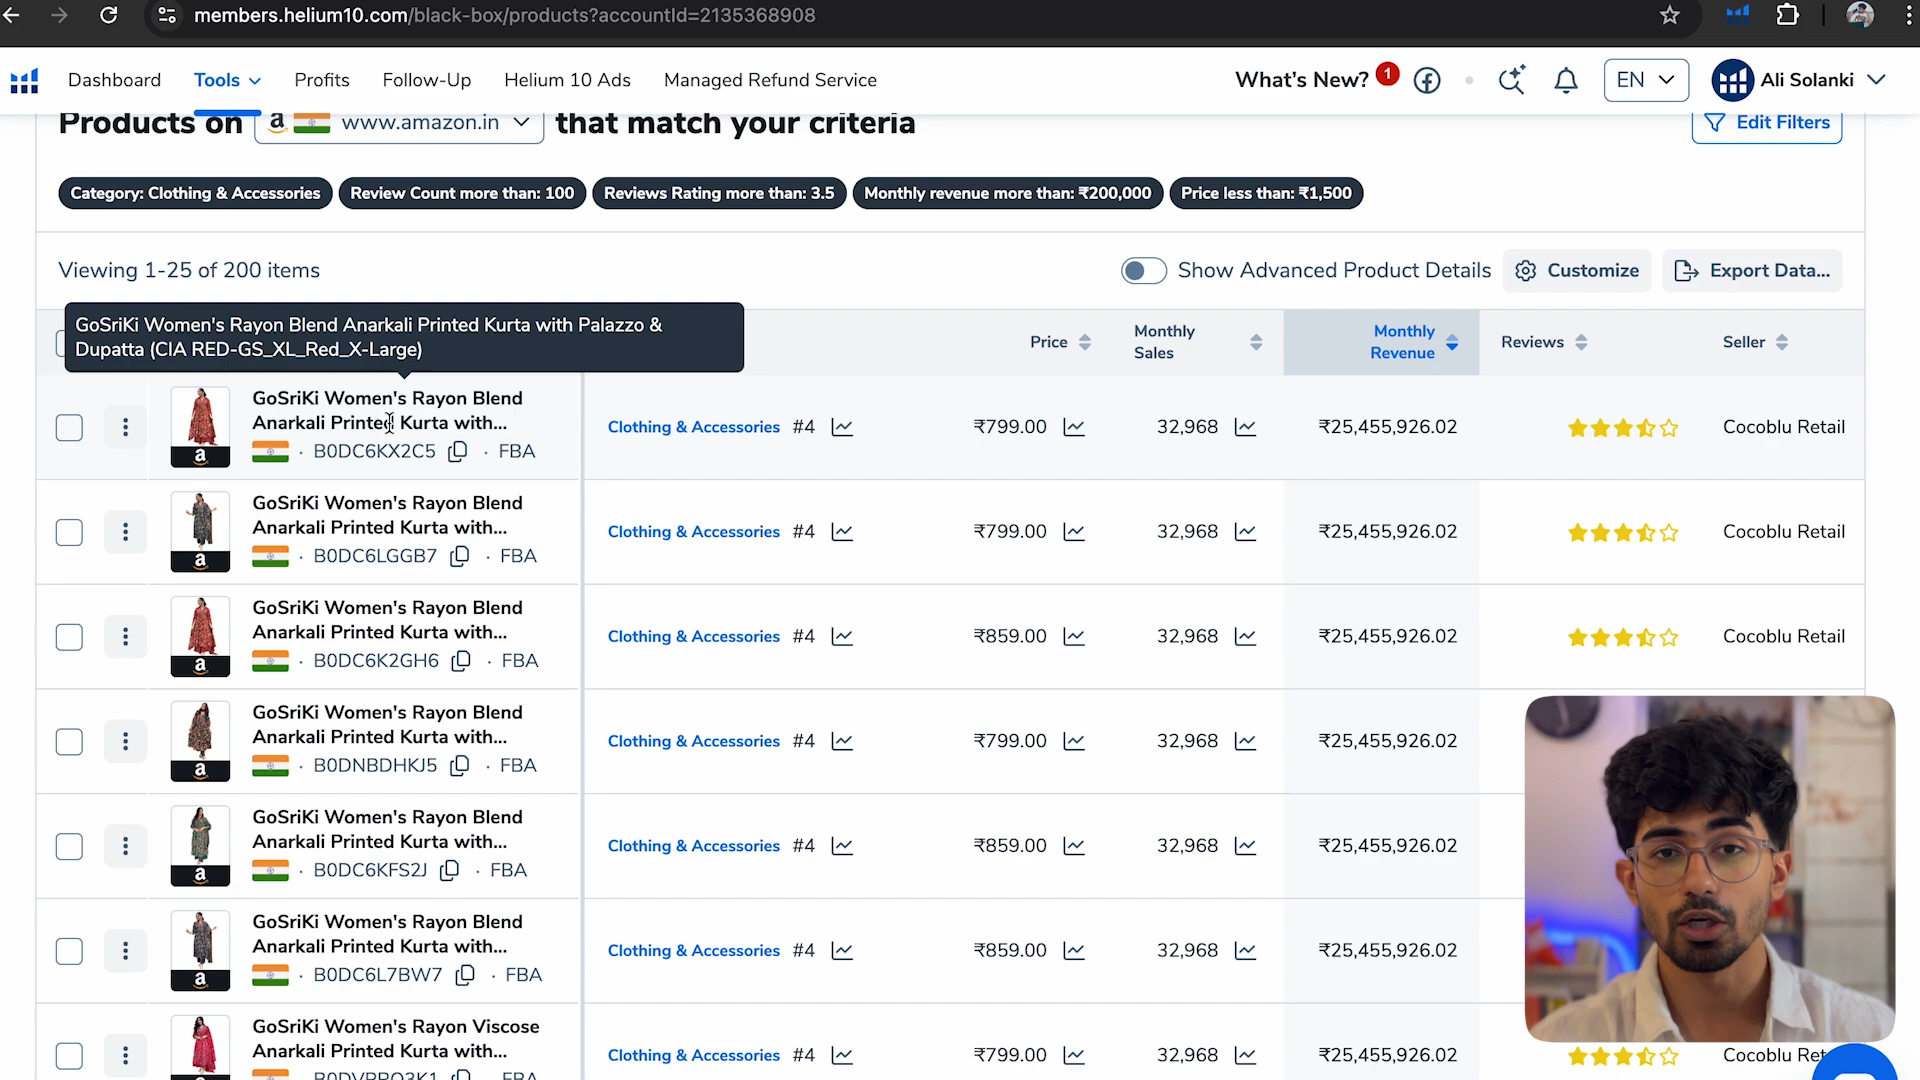 members.helium10.com/black-box/products?accountId=2135368908
Dashboard Tools Profits Follow-Up Helium 10 Ads Managed Refund Service What's New? 1 EN Ali Solanki
Products on a www.amazon.in that match your criteria Edit Filters
Category: Clothing & Accessories Review Count more than: 100 Reviews Rating more than: 3.5 Monthly revenue more than: ₹200,000 Price less than: ₹1,500
Viewing 1-25 of 200 items Show Advanced Product Details Customize Export Data...
GoSriKi Women's Rayon Blend Anarkali Printed Kurta with Palazzo &
Dupatta (CIA RED-GS_XL_Red_X-Large)
Price Monthly Sales Monthly Revenue Reviews Seller
GoSriKi Women's Rayon Blend
Anarkali Printed Kurta with...
a · B0DC6KX2C5 · FBA
Clothing & Accessories #4 ₹799.00 32,968 ₹25,455,926.02 Cocoblu Retail
GoSriKi Women's Rayon Blend
Anarkali Printed Kurta with...
a · B0DC6LGGB7 · FBA
Clothing & Accessories #4 ₹799.00 32,968 ₹25,455,926.02 Cocoblu Retail
GoSriKi Women's Rayon Blend
Anarkali Printed Kurta with...
a · B0DC6K2GH6 · FBA
Clothing & Accessories #4 ₹859.00 32,968 ₹25,455,926.02 Cocoblu Retail
GoSriKi Women's Rayon Blend
Anarkali Printed Kurta with...
a · B0DNBDHKJ5 · FBA
Clothing & Accessories #4 ₹799.00 32,968 ₹25,455,926.02
GoSriKi Women's Rayon Blend
Anarkali Printed Kurta with...
a · B0DC6KFS2J · FBA
Clothing & Accessories #4 ₹859.00 32,968 ₹25,455,926.02
GoSriKi Women's Rayon Blend
Anarkali Printed Kurta with...
a · B0DC6L7BW7 · FBA
Clothing & Accessories #4 ₹859.00 32,968 ₹25,455,926.02
GoSriKi Women's Rayon Viscose
Anarkali Printed Kurta with...
Clothing & Accessories #4 ₹799.00 32,968 ₹25,455,926.02 Cocoblu